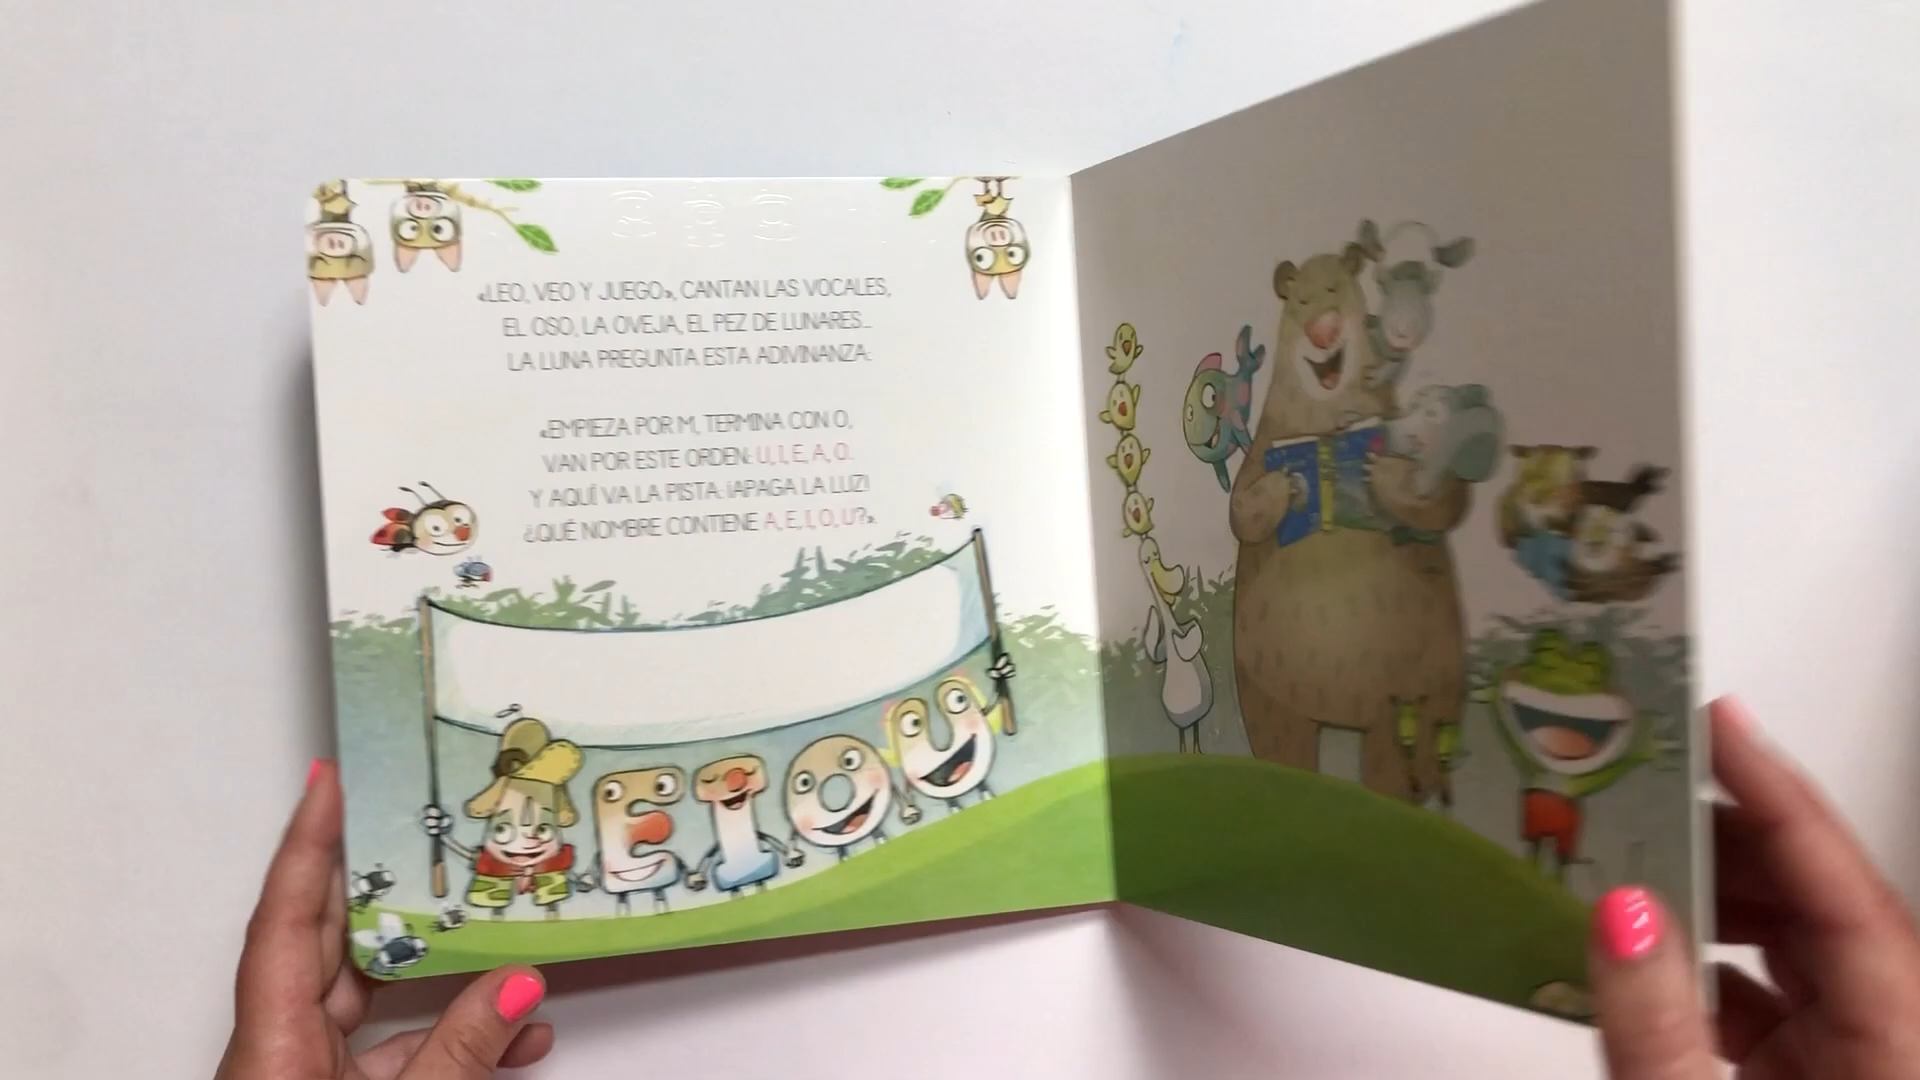 «LEO, VEO Y JUEGO», CANTAN LAS VOCALES,
EL OSO, LA OVEJA, EL PEZ DE LUNARES...
LA LUNA PREGUNTA ESTA ADIVINANZA:
«EMPIEZA POR M, TERMINA CON O,
VAN POR ESTE ORDEN: U, I, E, A, O.
Y AQUÍ VA LA PISTA: ¡APAGA LA LUZ!
¿QUÉ NOMBRE CONTIENE A, E, I, O, U?».
E I O U